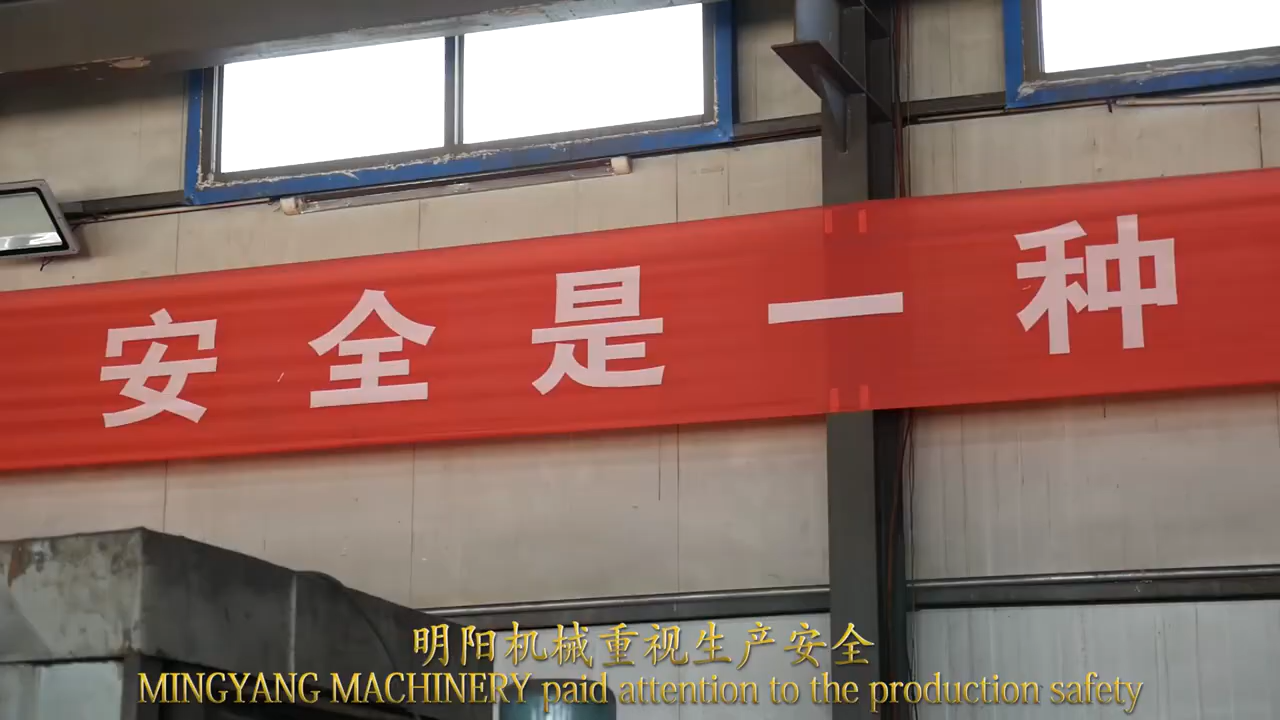 安全是一种
明阳机械重视生产安全
MINGYANG MACHINERY paid attention to the production safety